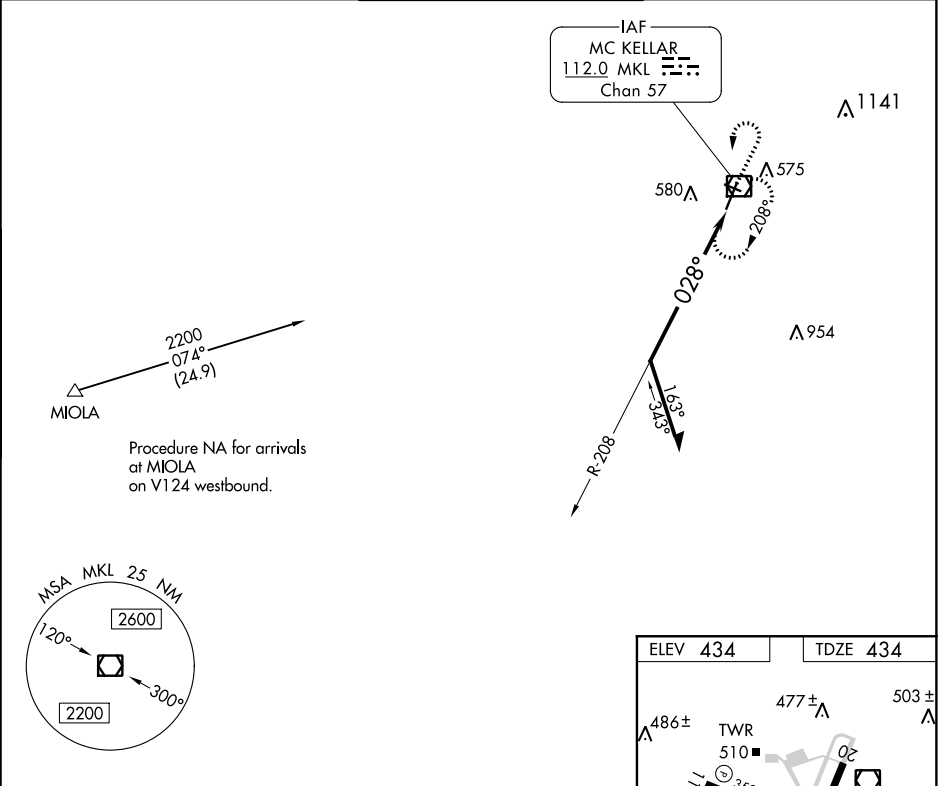 IAF
MC KELLAR
112.0 MKL
Chan 57
1141
575
580
208°
028°
954
2200
074°
(24.9)
MIOLA
163°
343°
R-208
Procedure NA for arrivals
at MIOLA
on V124 westbound.
MSA MKL 25 NM
2600
120°
300°
2200
ELEV 434
TDZE 434
477±
503±
486±
TWR
510
20
P